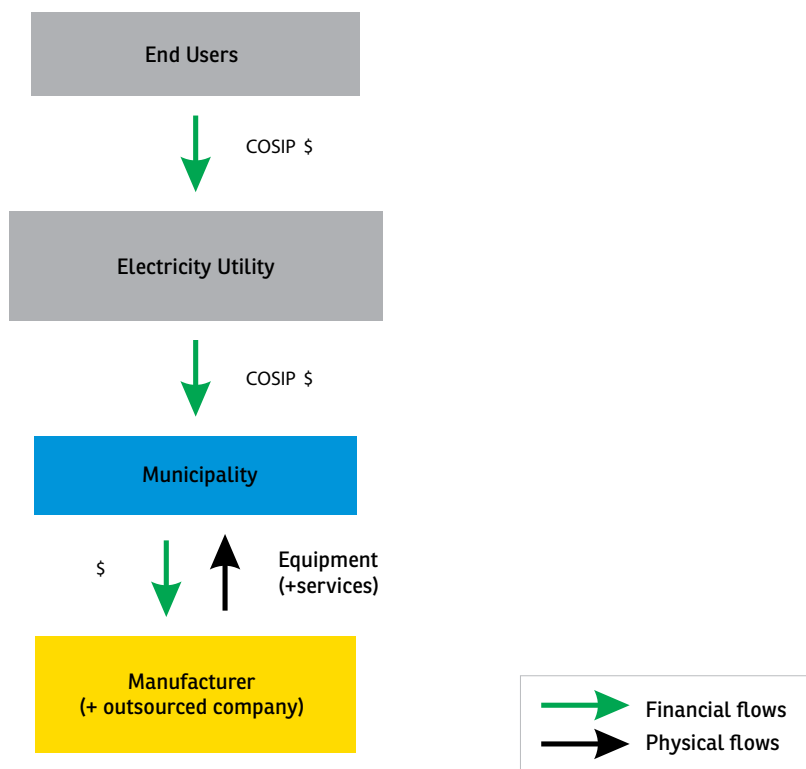 End Users
COSIP $
Electricity Utility
COSIP $
Municipality
$
Equipment
(+services)
Manufacturer
(+ outsourced company)
Financial flows
Physical flows